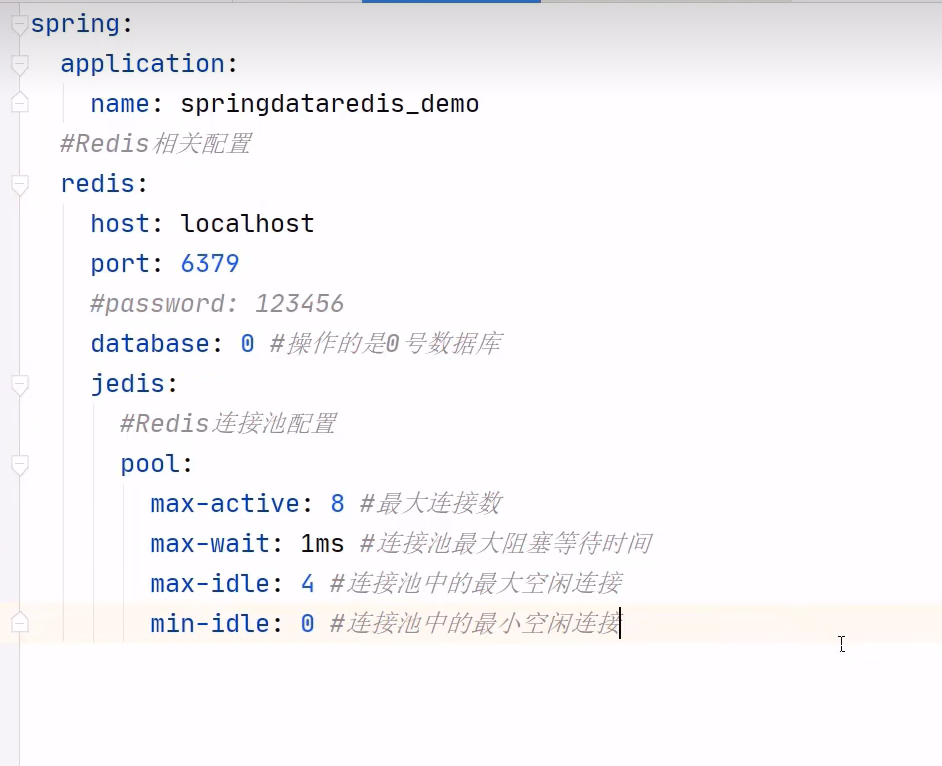 spring:
  application:
    name: springdataredis_demo
  #Redis相关配置
  redis:
    host: localhost
    port: 6379
    #password: 123456
    database: 0 #操作的是0号数据库
    jedis:
      #Redis连接池配置
      pool:
        max-active: 8 #最大连接数
        max-wait: 1ms #连接池最大阻塞等待时间
        max-idle: 4 #连接池中的最大空闲连接
        min-idle: 0 #连接池中的最小空闲连接